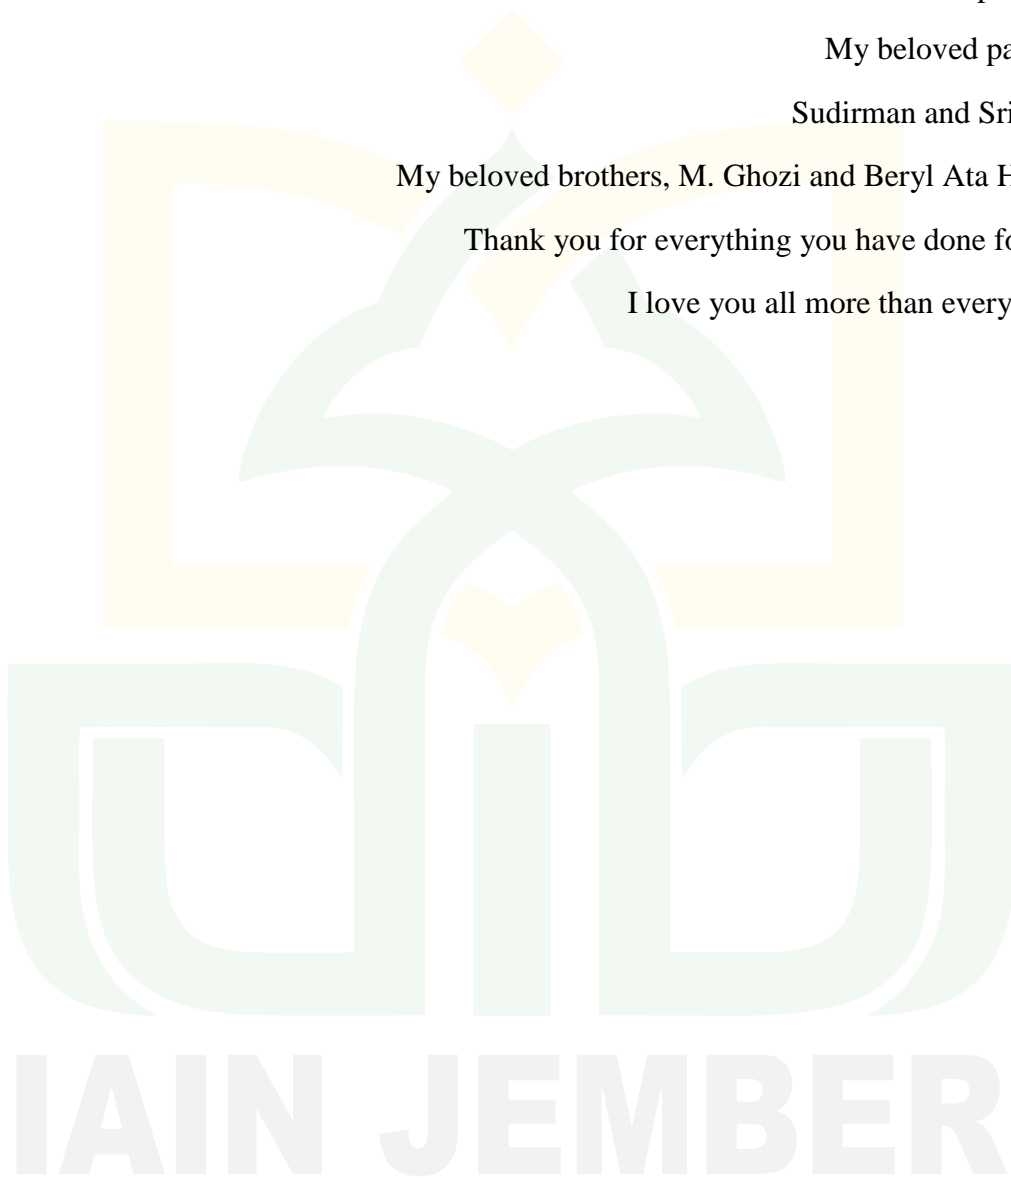 My beloved pa
Sudirman and Sri
My beloved brothers, M. Ghozi and Beryl Ata H
Thank you for everything you have done fo
I love you all more than every
IAIN JEMBER